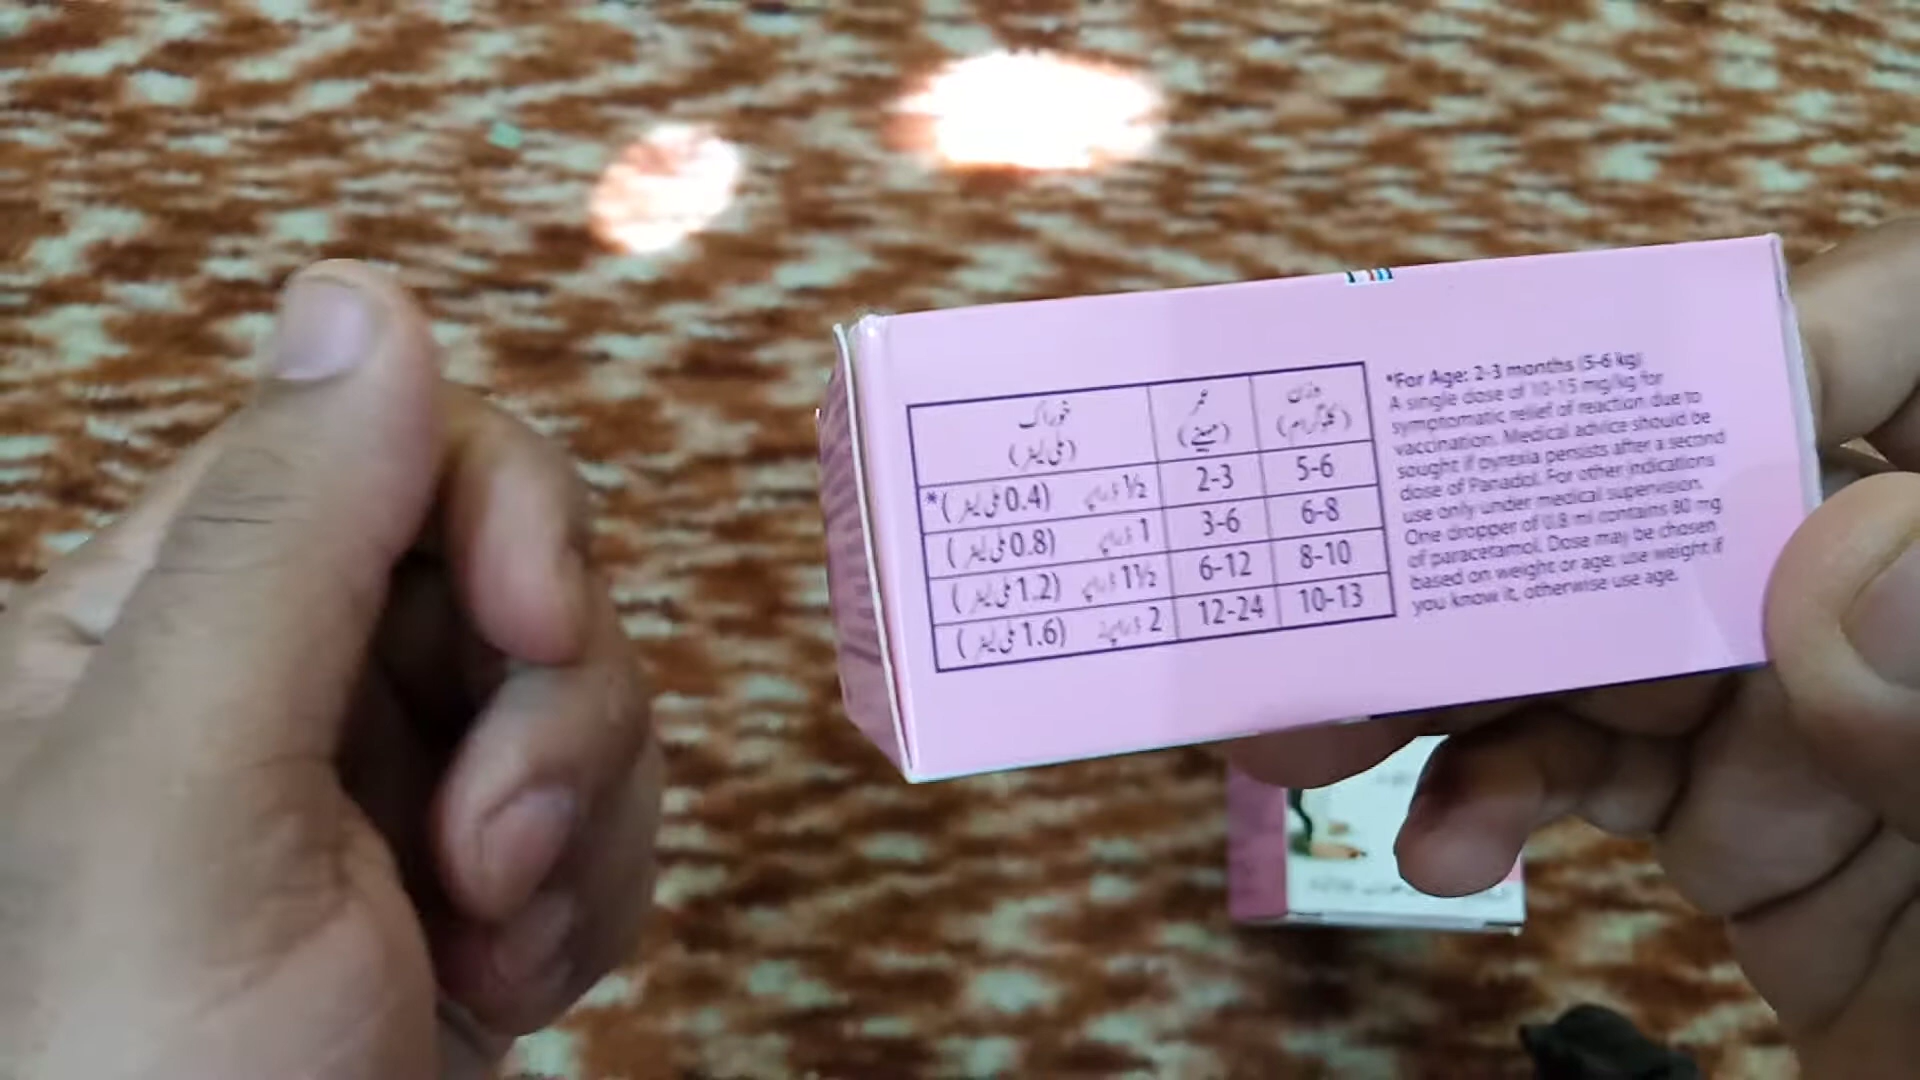 وزن عمر خوراک
(کلوگرام) (مہینے) (ملی لیٹر)
5-6 2-3 ½ ڈراپر (0.4 ملی لیٹر)*
6-8 3-6 1 ڈراپر (0.8 ملی لیٹر)
8-10 6-12 1½ ڈراپر (1.2 ملی لیٹر)
10-13 12-24 2 ڈراپر (1.6 ملی لیٹر)
*For Age: 2-3 months (5-6 kg)
A single dose of 10-15 mg/kg for
symptomatic relief of reaction due to
vaccination. Medical advice should be
sought if pyrexia persists after a second
dose of Panadol. For other indications
use only under medical supervision.
One dropper of 0.8 ml contains 80 mg
of paracetamol. Dose may be chosen
based on weight or age; use weight if
you know it, otherwise use age.